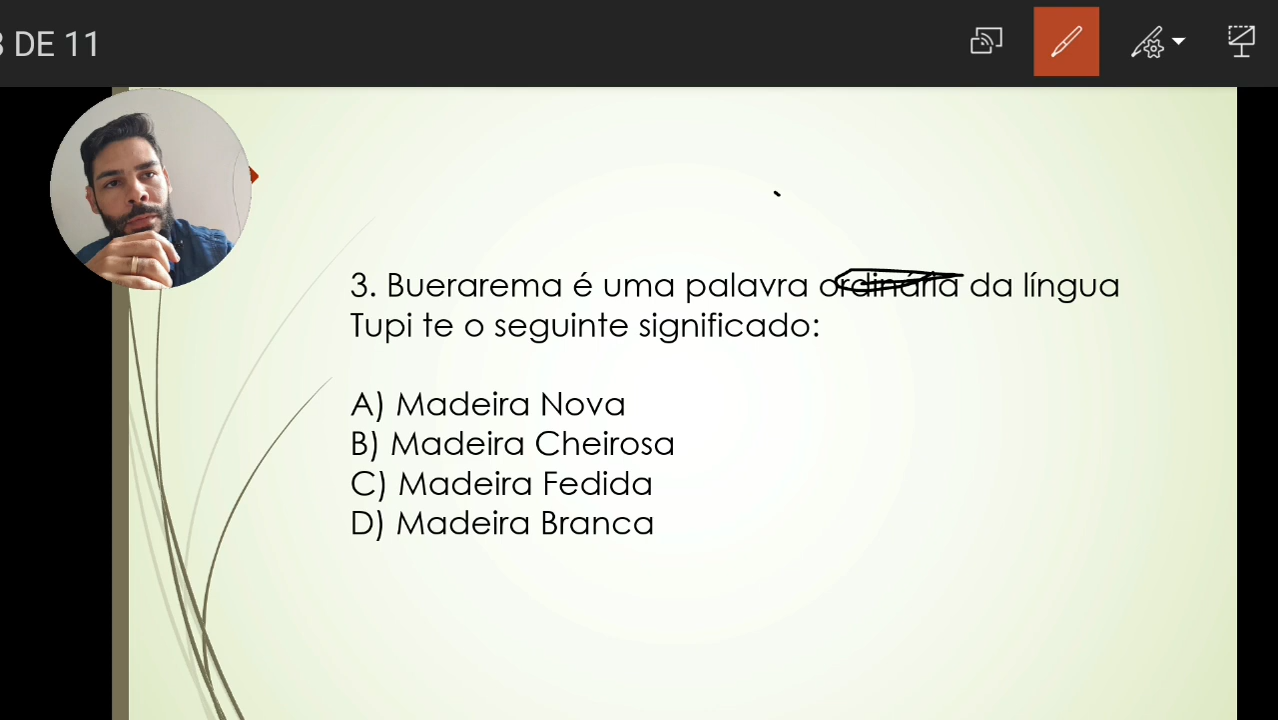 3 DE 11
3. Buerarema é uma palavra ordinária da língua
Tupi te o seguinte significado:
A) Madeira Nova
B) Madeira Cheirosa
C) Madeira Fedida
D) Madeira Branca